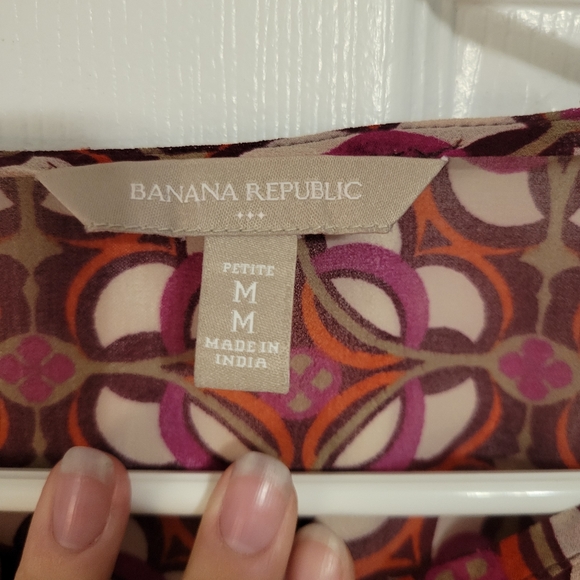 BANANA REPUBLIC
PETITE
M
M
MADE IN
INDIA